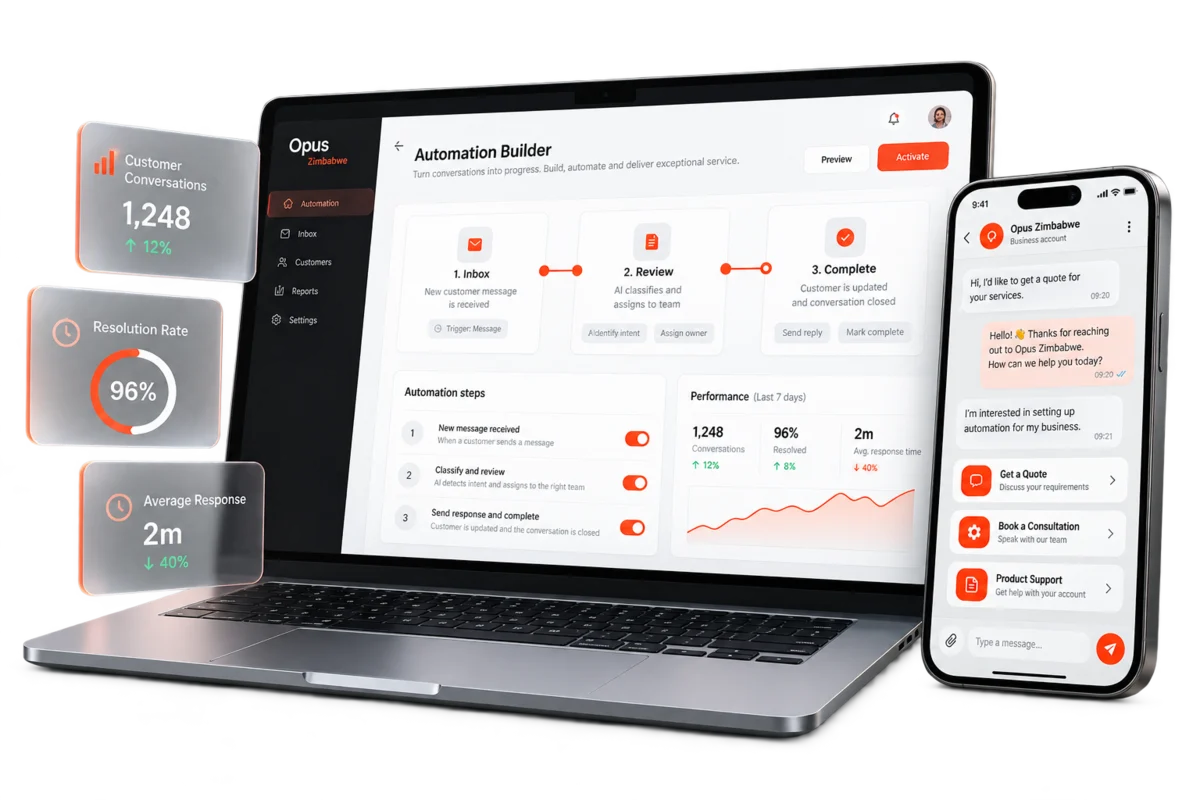 Customer
Conversations
1,248
↑ 12%
Resolution Rate
96%
Average Response
2m
↓ 40%
Opus
Zimbabwe
Automation
Inbox
Customers
Reports
Settings
Automation Builder
Turn conversations into progress. Build, automate and deliver exceptional service.
Preview
Activate
1. Inbox
New customer message
is received
Trigger: Message
2. Review
AI classifies and
assigns to team
AIdentify intent
Assign owner
3. Complete
Customer is updated
and conversation closed
Send reply
Mark complete
Automation steps
1
New message received
When a customer sends a message
2
Classify and review
AI detects intent and assigns to the right team
3
Send response and complete
Customer is updated and the conversation is closed
Performance (Last 7 days)
1,248
Conversations
↑ 12%
96%
Resolved
↑ 8%
2m
Avg. response time
↓ 40%
9:41
Opus Zimbabwe
Business account
Hi, I'd like to get a quote for
your services.
09:20
Hello! 👋 Thanks for reaching
out to Opus Zimbabwe.
How can we help you today?
09:20
I'm interested in setting up
automation for my business.
09:21
Get a Quote
Discuss your requirements
Book a Consultation
Speak with our team
Product Support
Get help with your account
Type a message...